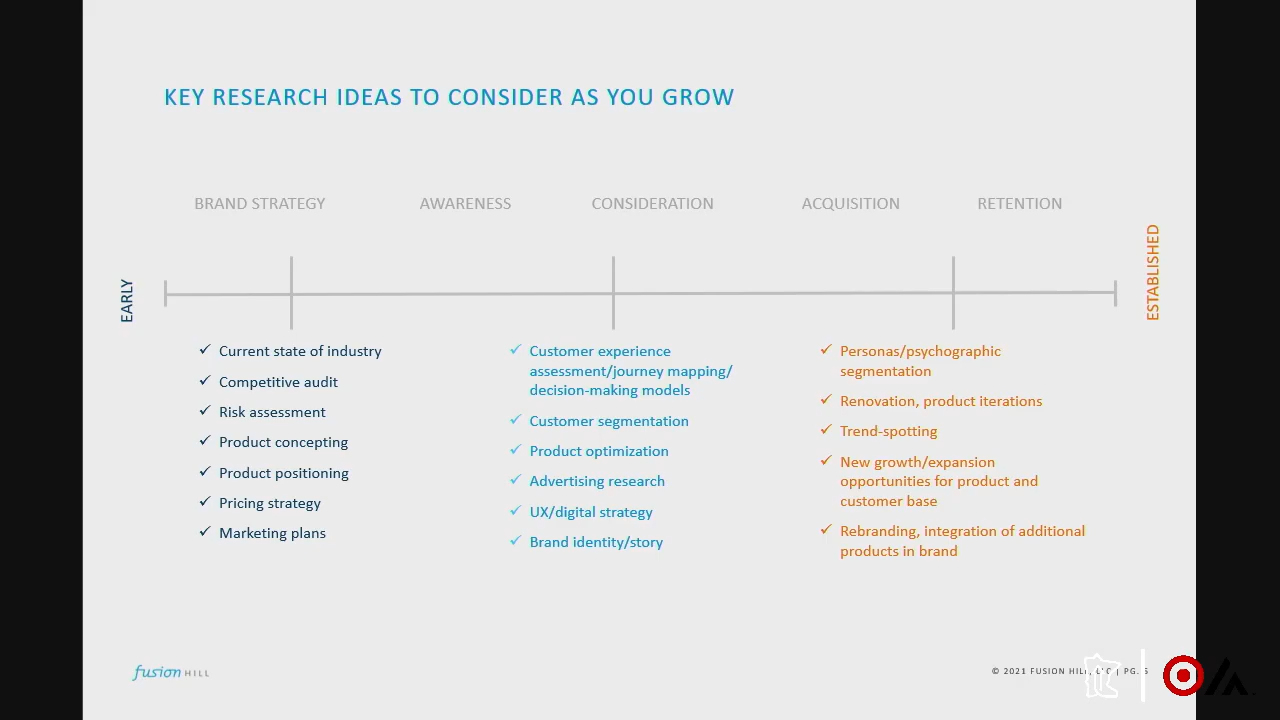 KEY RESEARCH IDEAS TO CONSIDER AS YOU GROW
BRAND STRATEGY
AWARENESS
CONSIDERATION
ACQUISITION
RETENTION
EARLY
ESTABLISHED
✓ Current state of industry
✓ Competitive audit
✓ Risk assessment
✓ Product concepting
✓ Product positioning
✓ Pricing strategy
✓ Marketing plans
✓ Customer experience
assessment/journey mapping/
decision-making models
✓ Customer segmentation
✓ Product optimization
✓ Advertising research
✓ UX/digital strategy
✓ Brand identity/story
✓ Personas/psychographic
segmentation
✓ Renovation, product iterations
✓ Trend-spotting
✓ New growth/expansion
opportunities for product and
customer base
✓ Rebranding, integration of additional
products in brand
fusion HILL
© 2021 FUSION HILL, LLC | PG.